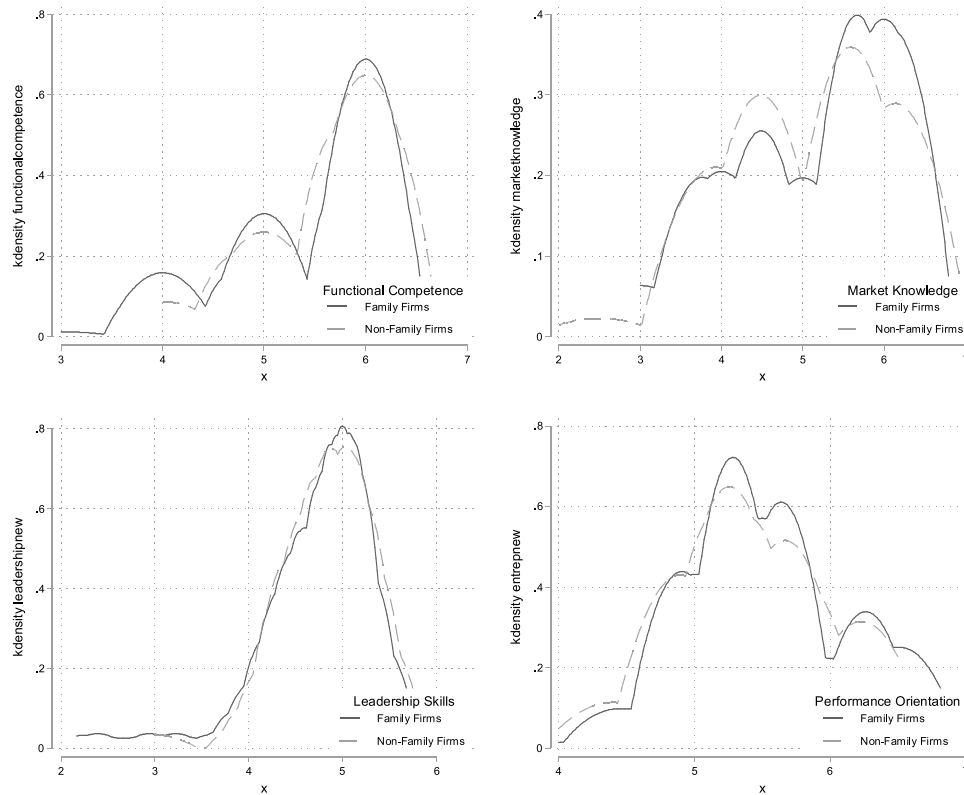 .8
.6
.4
.2
0
kdensity functionalcompetence
Functional Competence
Family Firms
Non-Family Firms
3 4 5 6 7
x
.4
.3
.2
.1
0
kdensity marketknowledge
Market Knowledge
Family Firms
Non-Family Firms
2 3 4 5 6
x
.8
.6
.4
.2
0
kdensity leadershipnew
Leadership Skills
Family Firms
Non-Family Firms
2 3 4 5 6
x
.8
.6
.4
.2
0
kdensity entrepnew
Performance Orientation
Family Firms
Non-Family Firms
4 5 6
x